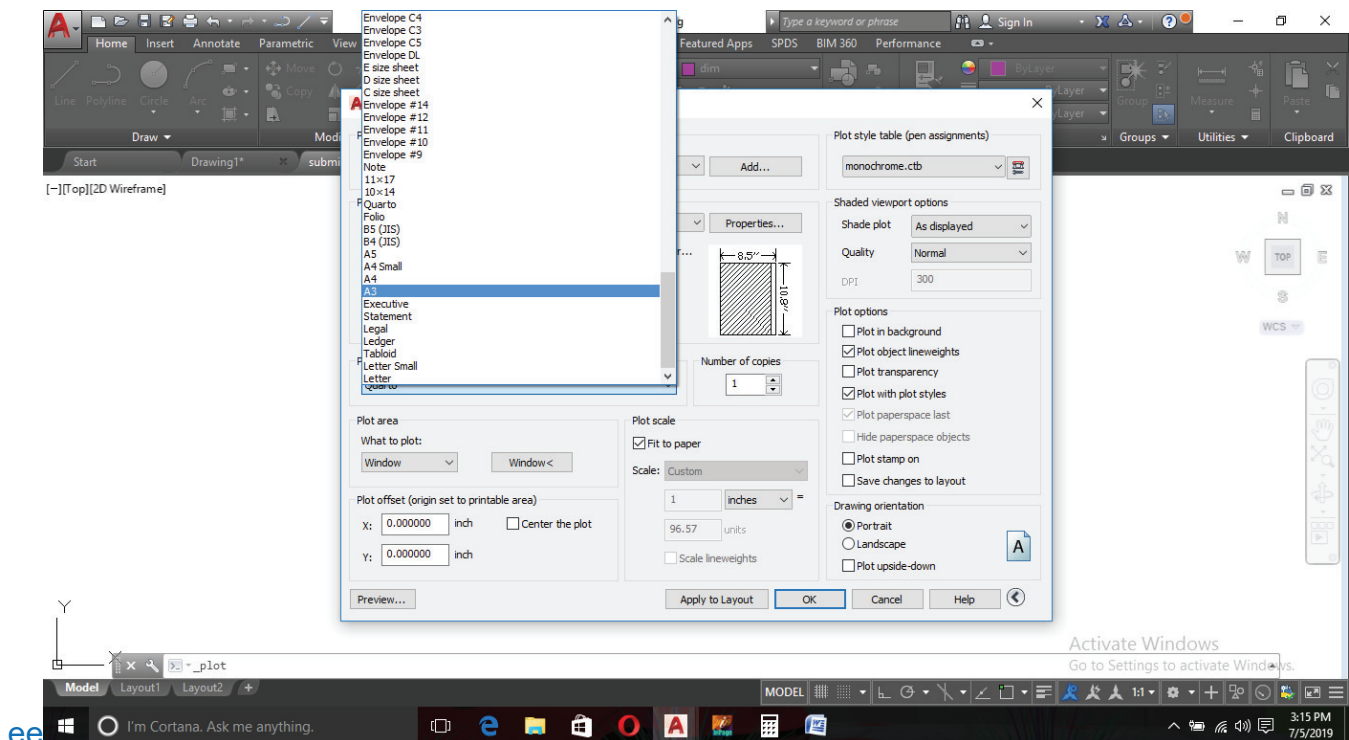 Type a keyword or phrase
Sign In
Home Insert Annotate Parametric View Featured Apps SPDS BIM 360 Performance
Move dim ByLayer
Line Polyline Circle Arc Copy Group Measure Paste
Draw Groups Utilities Clipboard
Start Drawing1*
[−][Top][2D Wireframe]
Envelope C4
Envelope C3
Envelope C5
Envelope DL
E size sheet
D size sheet
C size sheet
Envelope #14
Envelope #12
Envelope #11
Envelope #10
Envelope #9
Note
11×17
10×14
Quarto
Folio
B5 (JIS)
B4 (JIS)
A5
A4 Small
A4
A3
Executive
Statement
Legal
Ledger
Tabloid
Letter Small
Letter
Quarto
Add...
Properties...
8.5″
10.8″
Number of copies
1
Plot area
What to plot:
Window Window<
Plot offset (origin set to printable area)
X: 0.000000 inch Center the plot
Y: 0.000000 inch
Plot scale
Fit to paper
Scale: Custom
1 inches =
96.57 units
Scale lineweights
Plot style table (pen assignments)
monochrome.ctb
Shaded viewport options
Shade plot As displayed
Quality Normal
DPI 300
Plot options
Plot in background
Plot object lineweights
Plot transparency
Plot with plot styles
Plot paperspace last
Hide paperspace objects
Plot stamp on
Save changes to layout
Drawing orientation
Portrait
Landscape
Plot upside-down
A
Preview... Apply to Layout OK Cancel Help
N
W TOP E
S
WCS
Y
Activate Windows
Go to Settings to activate Windows.
_plot
Model Layout1 Layout2 + MODEL 1:1
ee I'm Cortana. Ask me anything. 3:15 PM
7/5/2019